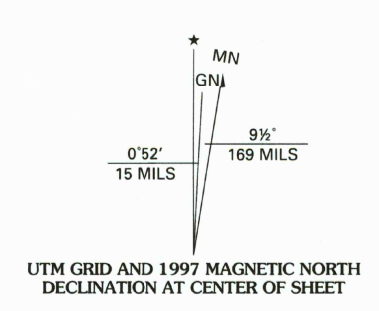 ★
MN
GN
0°52'
15 MILS
9½°
169 MILS
UTM GRID AND 1997 MAGNETIC NORTH
DECLINATION AT CENTER OF SHEET